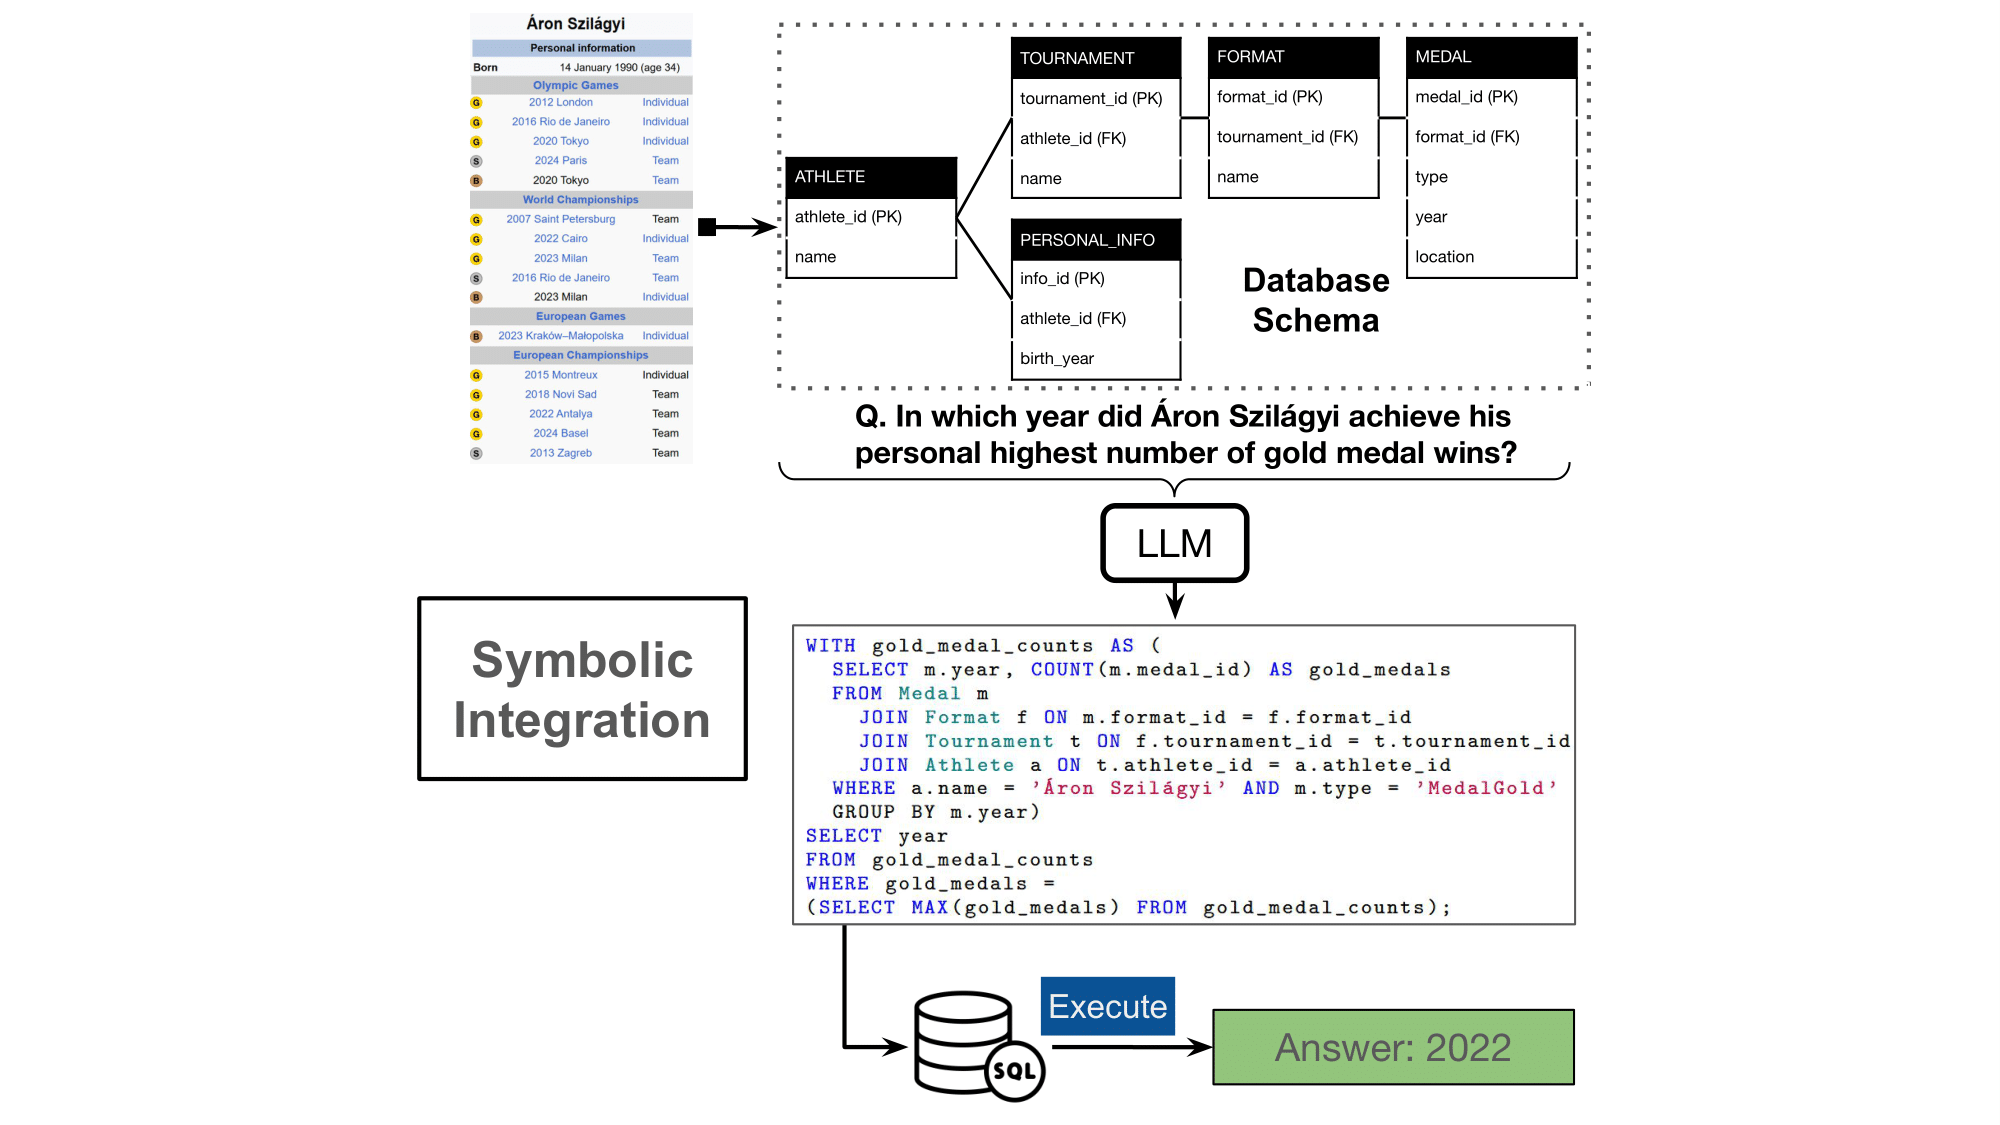 Áron Szilágyi
Personal information
Born 14 January 1990 (age 34)
Olympic Games
G 2012 London Individual
G 2016 Rio de Janeiro Individual
G 2020 Tokyo Individual
S 2024 Paris Team
B 2020 Tokyo Team
World Championships
G 2007 Saint Petersburg Team
G 2022 Cairo Individual
G 2023 Milan Team
S 2016 Rio de Janeiro Team
B 2023 Milan Individual
European Games
B 2023 Kraków–Małopolska Individual
European Championships
G 2015 Montreux Individual
G 2018 Novi Sad Team
G 2022 Antalya Team
G 2024 Basel Team
S 2013 Zagreb Team
ATHLETE
athlete_id (PK)
name
TOURNAMENT
tournament_id (PK)
athlete_id (FK)
name
PERSONAL_INFO
info_id (PK)
athlete_id (FK)
birth_year
FORMAT
format_id (PK)
tournament_id (FK)
name
MEDAL
medal_id (PK)
format_id (FK)
type
year
location
Database
Schema
Q. In which year did Áron Szilágyi achieve his
personal highest number of gold medal wins?
LLM
Symbolic
Integration
WITH gold_medal_counts AS (
SELECT m.year, COUNT(m.medal_id) AS gold_medals
FROM Medal m
JOIN Format f ON m.format_id = f.format_id
JOIN Tournament t ON f.tournament_id = t.tournament_id
JOIN Athlete a ON t.athlete_id = a.athlete_id
WHERE a.name = 'Áron Szilágyi' AND m.type = 'MedalGold'
GROUP BY m.year)
SELECT year
FROM gold_medal_counts
WHERE gold_medals =
(SELECT MAX(gold_medals) FROM gold_medal_counts);
SQL
Execute
Answer: 2022